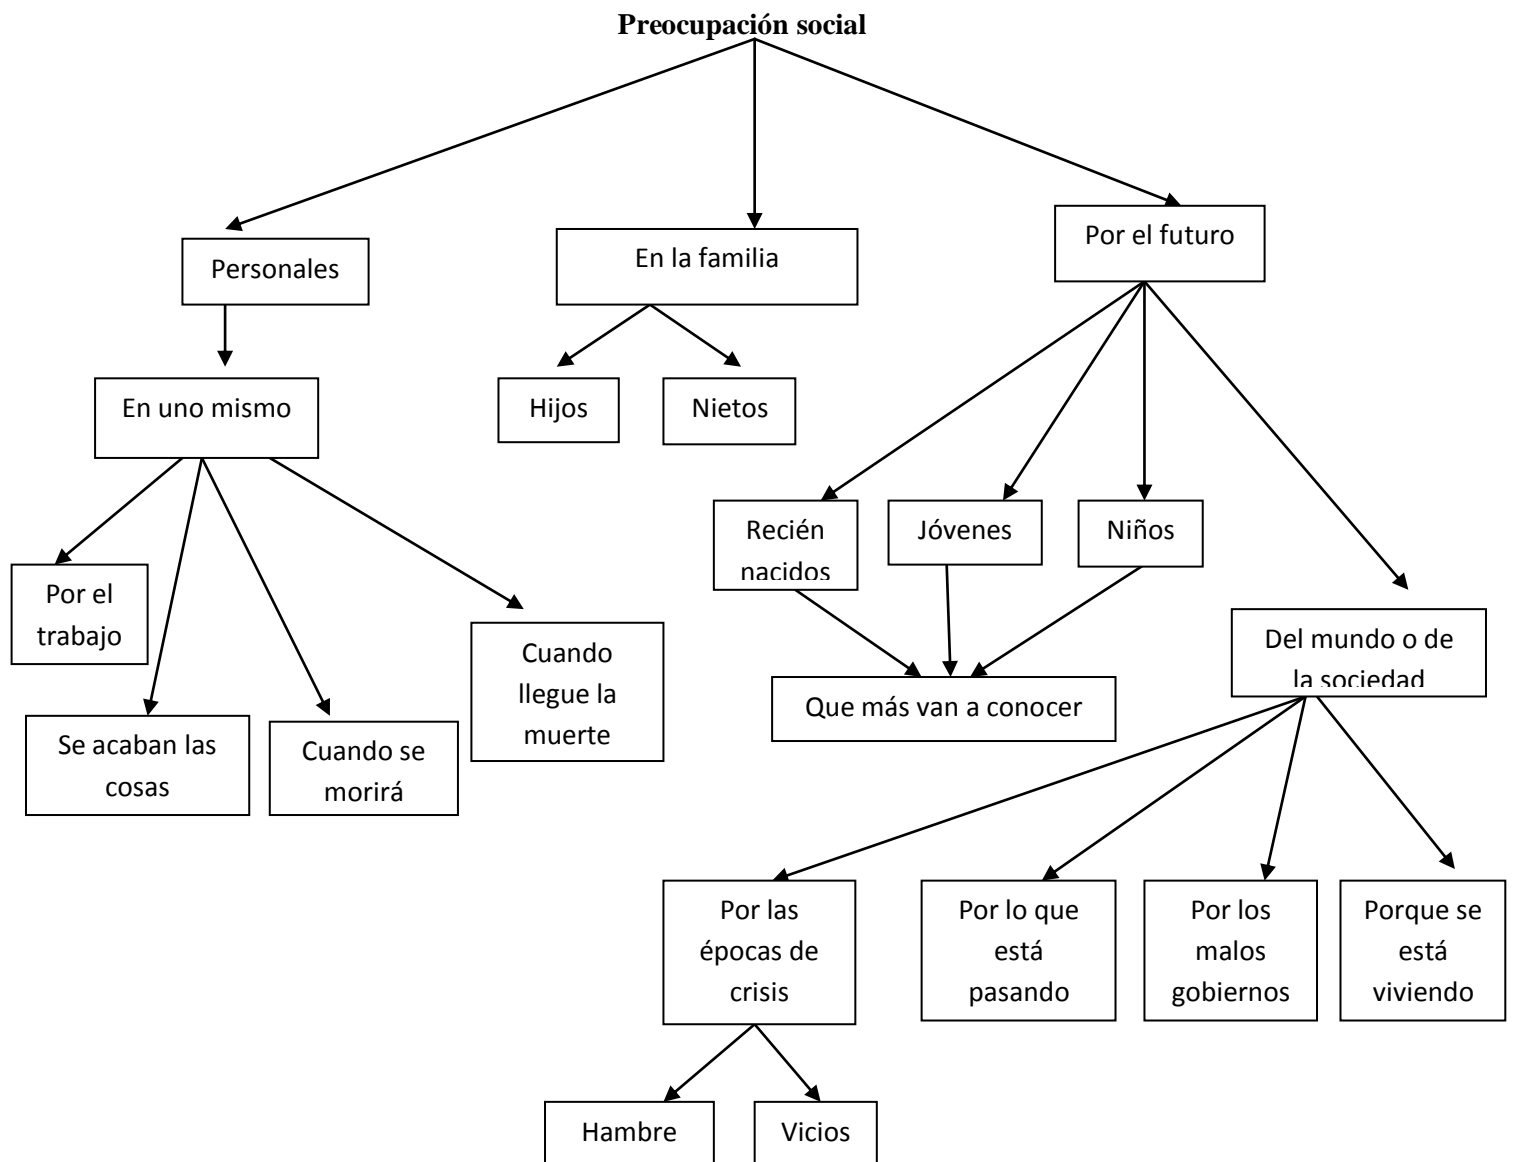 Preocupación social
Personales
En la familia
Por el futuro
En uno mismo
Hijos
Nietos
Recién
nacidos
Jóvenes
Niños
Por el
trabajo
Se acaban las
cosas
Cuando se
morirá
Cuando
llegue la
muerte
Que más van a conocer
Del mundo o de
la sociedad
Por las
épocas de
crisis
Por lo que
está
pasando
Por los
malos
gobiernos
Porque se
está
viviendo
Hambre
Vicios